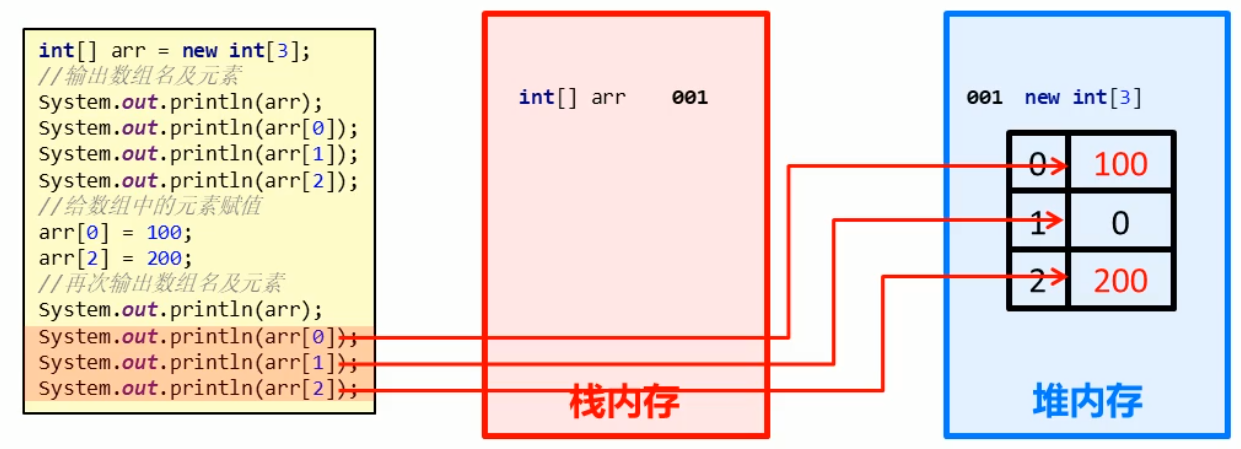 int[] arr = new int[3];
//输出数组名及元素
System.out.println(arr);
System.out.println(arr[0]);
System.out.println(arr[1]);
System.out.println(arr[2]);
//给数组中的元素赋值
arr[0] = 100;
arr[2] = 200;
//再次输出数组名及元素
System.out.println(arr);
System.out.println(arr[0]);
System.out.println(arr[1]);
System.out.println(arr[2]);
int[] arr 001
栈内存
001 new int[3]
0 100
1 0
2 200
堆内存